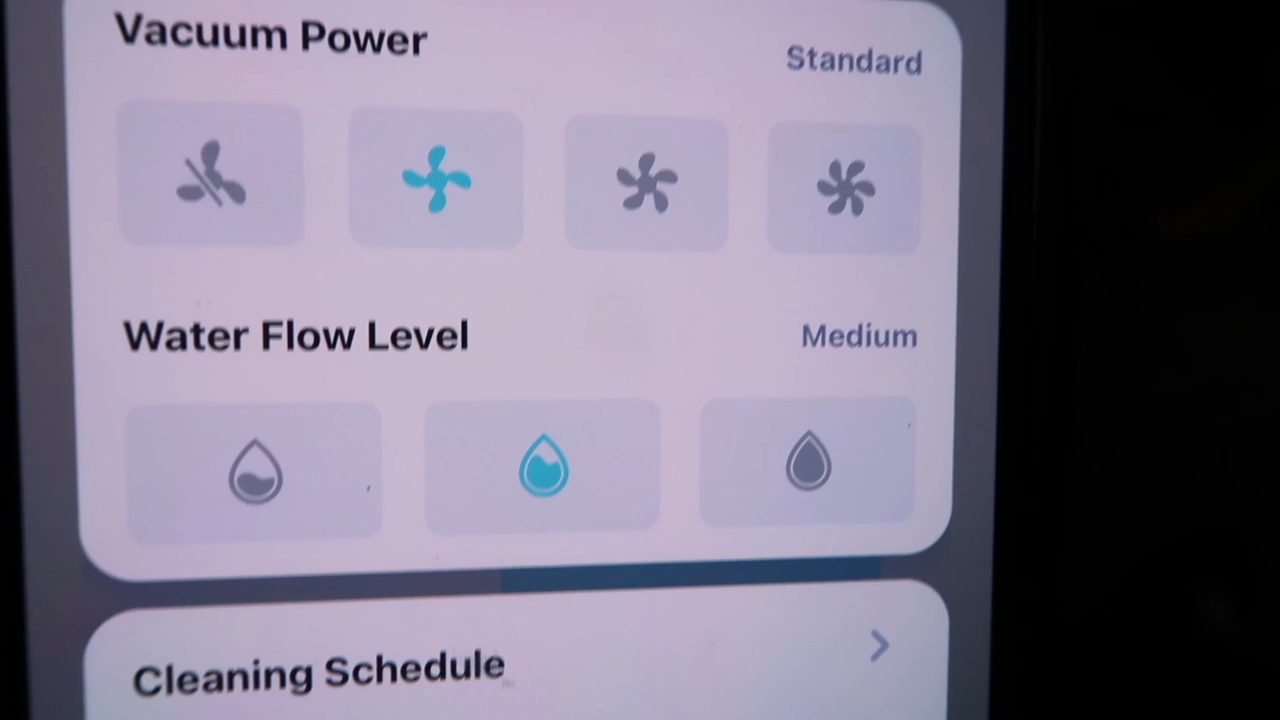 Vacuum Power
Standard
Water Flow Level
Medium
Cleaning Schedule